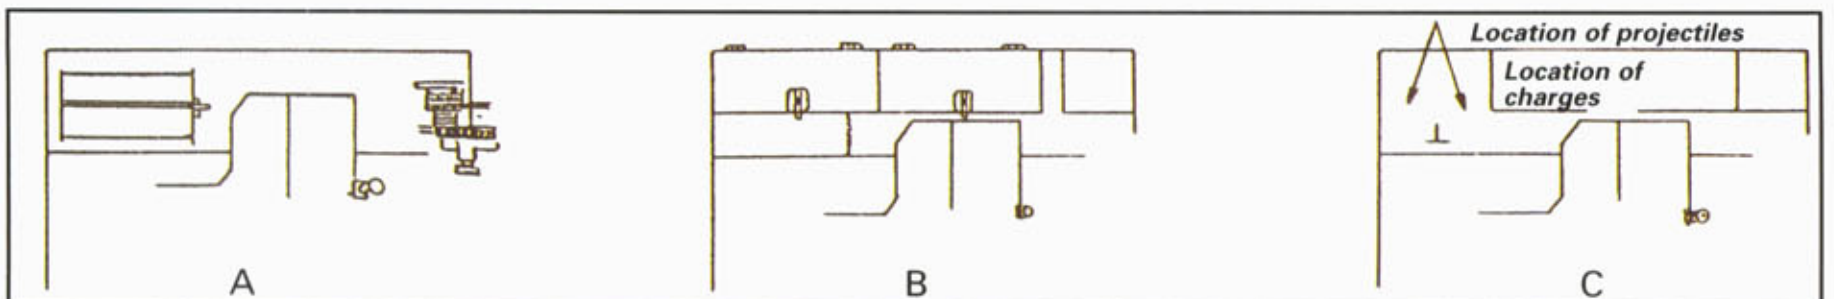 Location of projectiles
Location of
charges
A
B
C